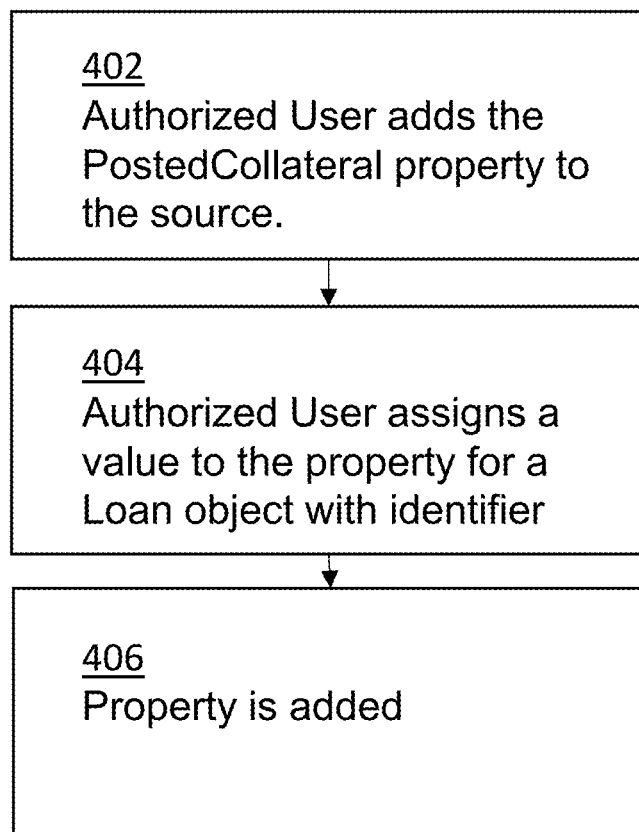 402
Authorized User adds the
PostedCollateral property to
the source.
404
Authorized User assigns a
value to the property for a
Loan object with identifier
406
Property is added